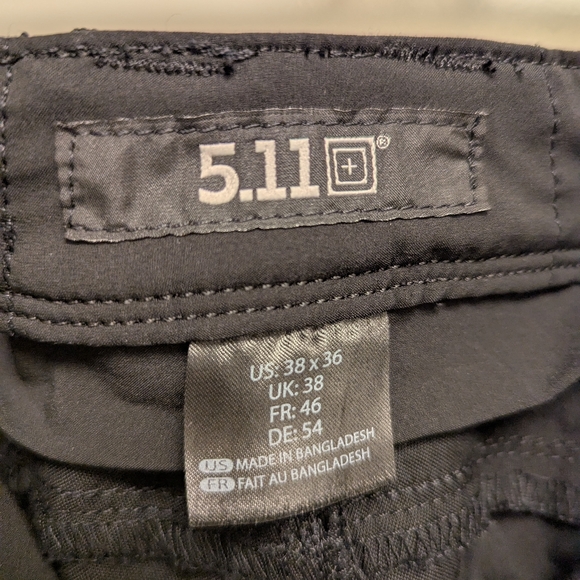 5.11®
US: 38 x 36
UK: 38
FR: 46
DE: 54
US MADE IN BANGLADESH
FR FAIT AU BANGLADESH